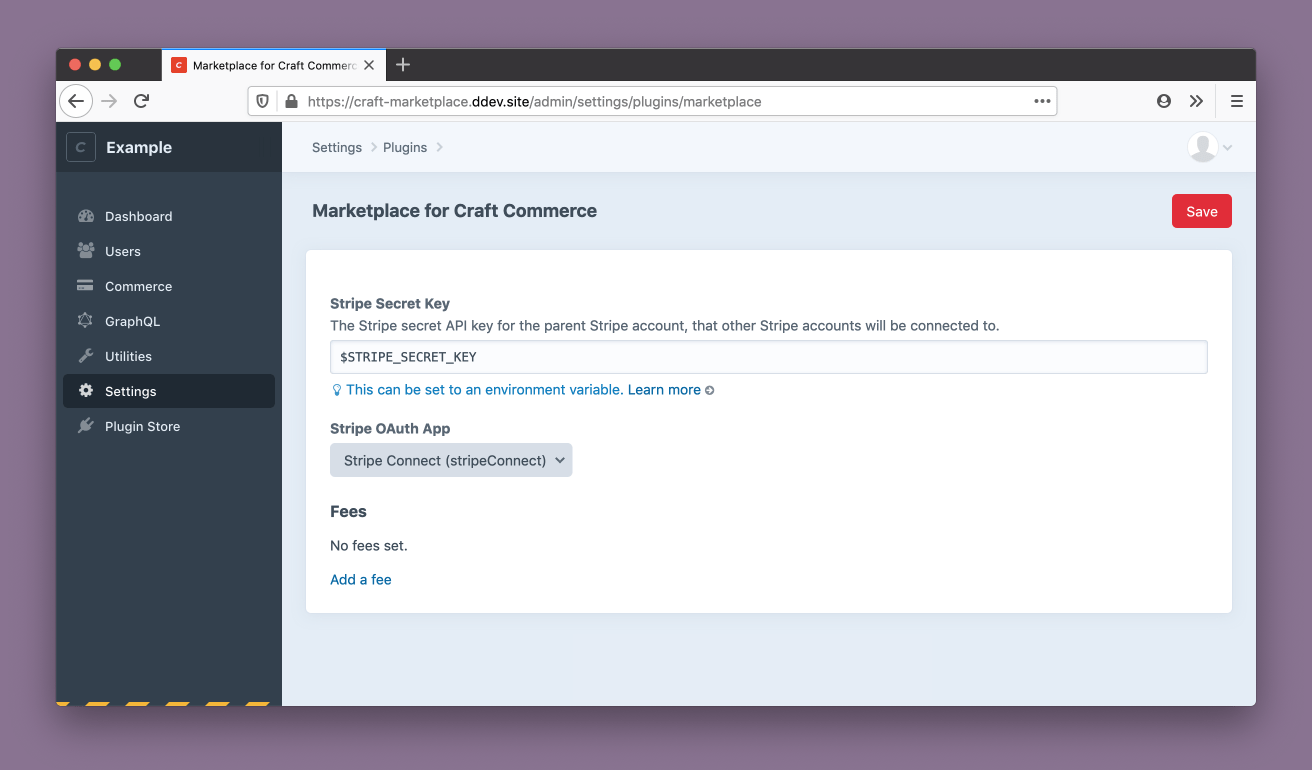 Marketplace for Craft Commerc
https://craft-marketplace.ddev.site/admin/settings/plugins/marketplace
C Example
Settings Plugins
Dashboard
Users
Commerce
GraphQL
Utilities
Settings
Plugin Store
Marketplace for Craft Commerce
Save
Stripe Secret Key
The Stripe secret API key for the parent Stripe account, that other Stripe accounts will be connected to.
$STRIPE_SECRET_KEY
This can be set to an environment variable. Learn more
Stripe OAuth App
Stripe Connect (stripeConnect)
Fees
No fees set.
Add a fee